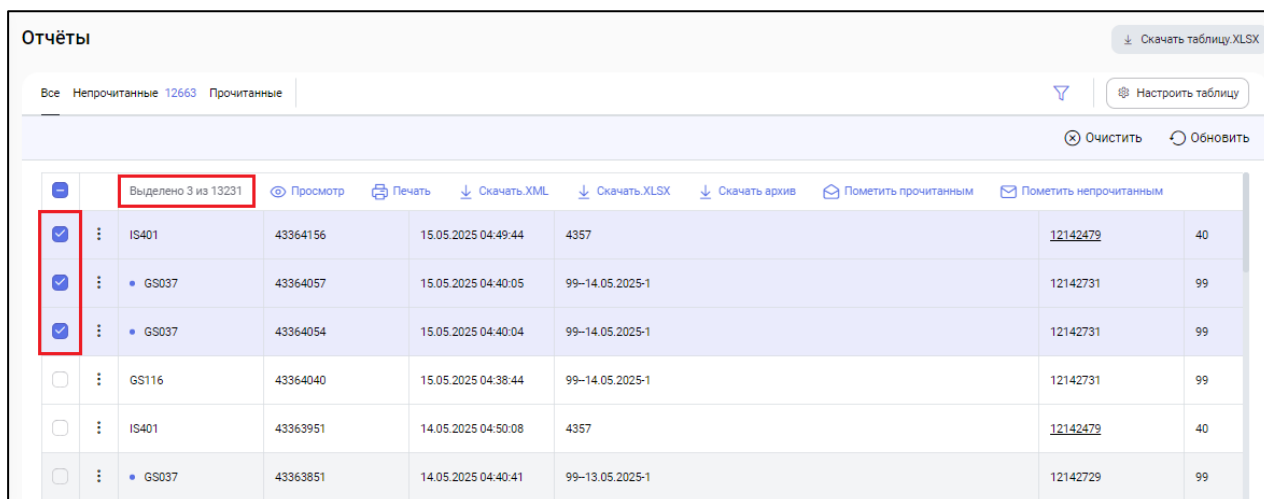 Отчёты
Скачать таблицу.XLSX
Все Непрочитанные 12663 Прочитанные
Настроить таблицу
Очистить Обновить
Выделено 3 из 13231 Просмотр Печать Скачать.XML Скачать.XLSX Скачать архив Пометить прочитанным Пометить непрочитанным
IS401 43364156 15.05.2025 04:49:44 4357 12142479 40
GS037 43364057 15.05.2025 04:40:05 99--14.05.2025-1 12142731 99
GS037 43364054 15.05.2025 04:40:04 99--14.05.2025-1 12142731 99
GS116 43364040 15.05.2025 04:38:44 99--14.05.2025-1 12142731 99
IS401 43363951 14.05.2025 04:50:08 4357 12142479 40
GS037 43363851 14.05.2025 04:40:41 99--13.05.2025-1 12142729 99